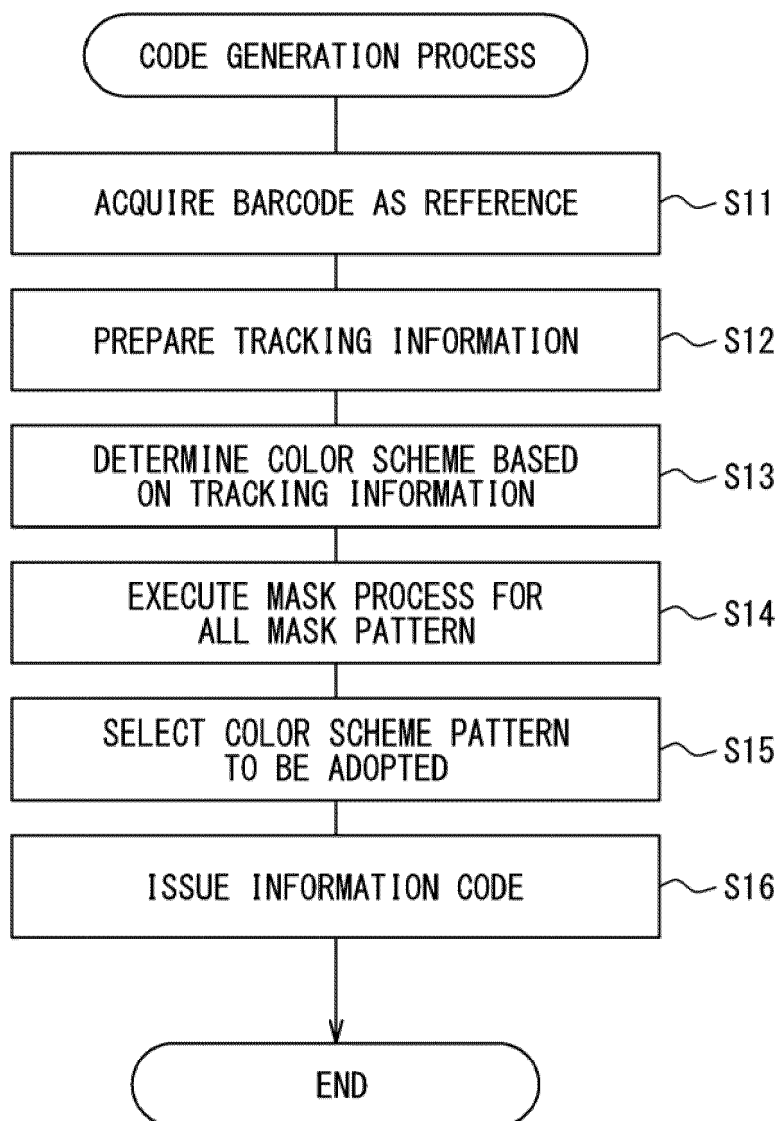 CODE GENERATION PROCESS
ACQUIRE BARCODE AS REFERENCE
S11
PREPARE TRACKING INFORMATION
S12
DETERMINE COLOR SCHEME BASED
ON TRACKING INFORMATION
S13
EXECUTE MASK PROCESS FOR
ALL MASK PATTERN
S14
SELECT COLOR SCHEME PATTERN
TO BE ADOPTED
S15
ISSUE INFORMATION CODE
S16
END